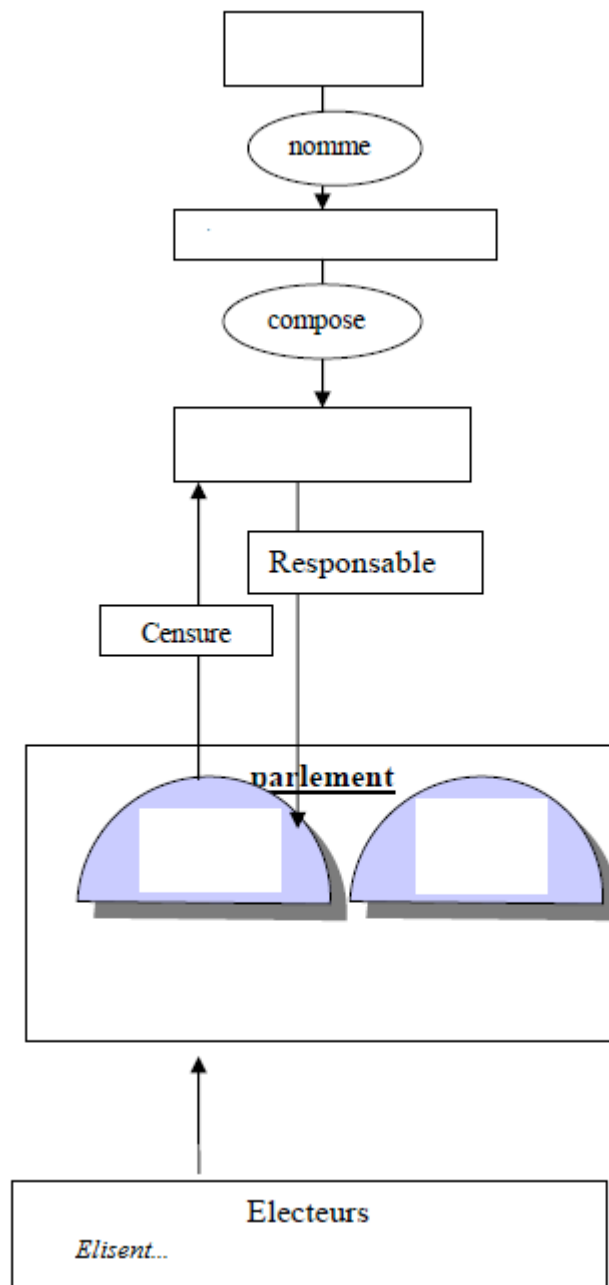 nomme
compose
Responsable
Censure
parlement
Electeurs
Elisent...